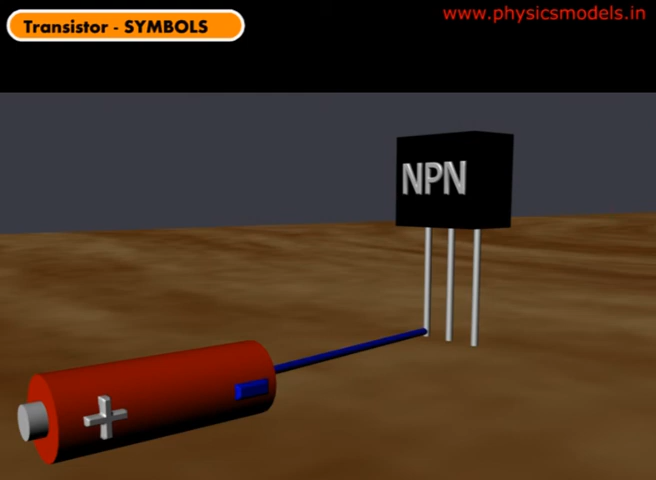 Transistor - SYMBOLS
www.physicsmodels.in
NPN
+
-